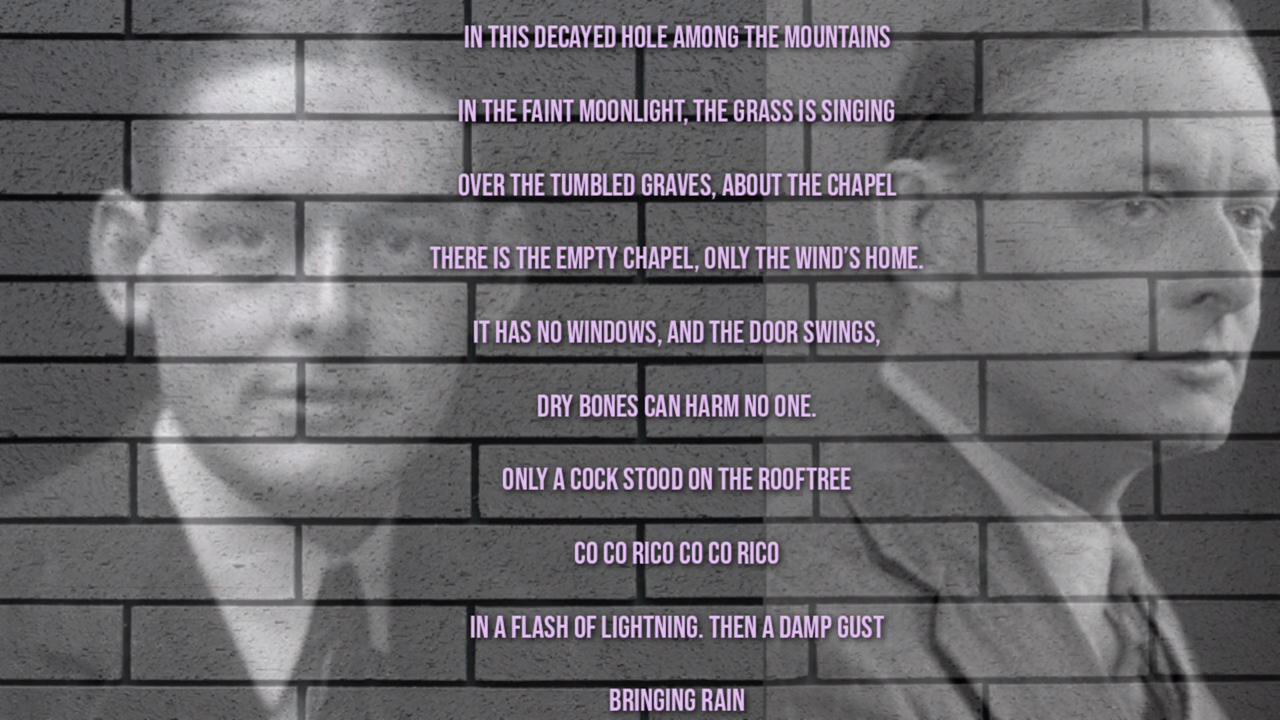 IN THIS DECAYED HOLE AMONG THE MOUNTAINS
IN THE FAINT MOONLIGHT, THE GRASS IS SINGING
OVER THE TUMBLED GRAVES, ABOUT THE CHAPEL
THERE IS THE EMPTY CHAPEL, ONLY THE WIND’S HOME.
IT HAS NO WINDOWS, AND THE DOOR SWINGS,
DRY BONES CAN HARM NO ONE.
ONLY A COCK STOOD ON THE ROOFTREE
CO CO RICO CO CO RICO
IN A FLASH OF LIGHTNING. THEN A DAMP GUST
BRINGING RAIN